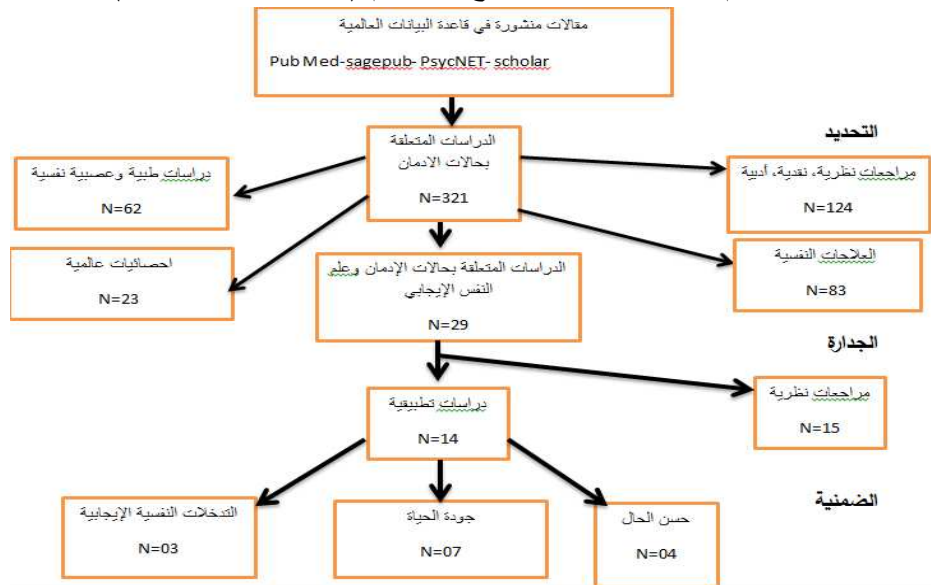 مقالات منشورة في قاعدة البيانات العالمية
Pub Med-sagepub- PsycNET- scholar
التحديد
الدراسات المتعلقة
بحالات الادمان
N=321
مراجعات نظرية، نقدية، أدبية
N=124
دراسات طبية وعصبية نفسية
N=62
العلاجات النفسية
N=83
احصائيات عالمية
N=23
الدراسات المتعلقة بحالات الإدمان وعلم
النفس الإيجابي
N=29
الجدارة
مراجعات نظرية
N=15
دراسات تطبيقية
N=14
الضمنية
حسن الحال
N=04
جودة الحياة
N=07
التدخلات النفسية الإيجابية
N=03